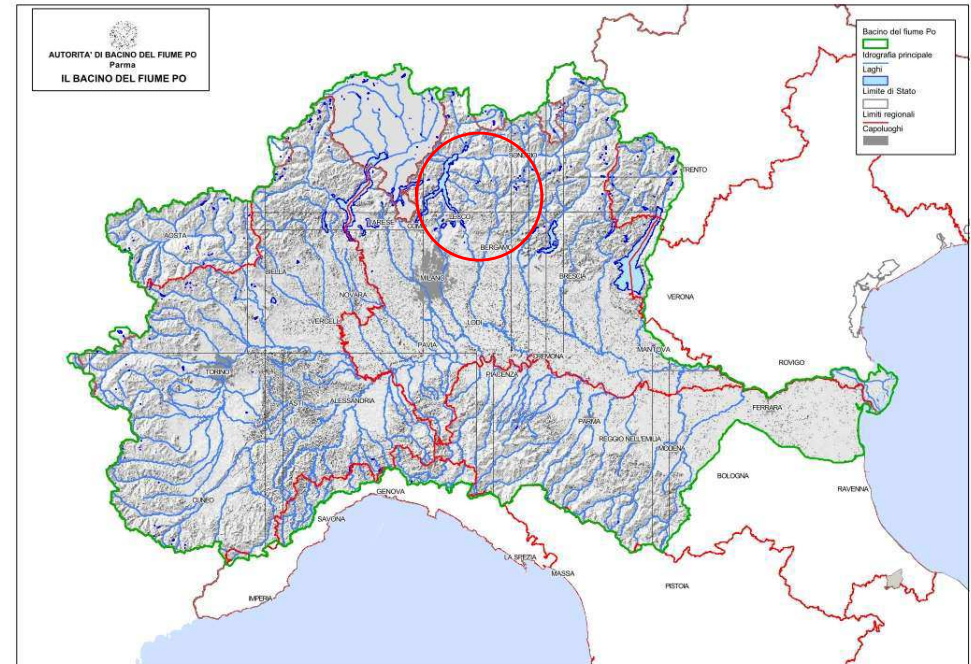 AUTORITA' DI BACINO DEL FIUME PO
Parma
IL BACINO DEL FIUME PO
Bacino del fiume Po
Idrografia principale
Laghi
Limite di Stato
Limiti regionali
Capoluoghi
SONDRIO
TRENTO
AOSTA
VARESE
COMO
LECCO
BERGAMO
BIELLA
MILANO
BRESCIA
NOVARA
VERONA
VERCELLI
LODI
PAVIA
CREMONA
MANTOVA
ROVIGO
TORINO
PIACENZA
ASTI
ALESSANDRIA
FERRARA
PARMA
REGGIO NELL'EMILIA
MODENA
BOLOGNA
RAVENNA
CUNEO
GENOVA
SAVONA
LA SPEZIA
MASSA
PISTOIA
IMPERIA